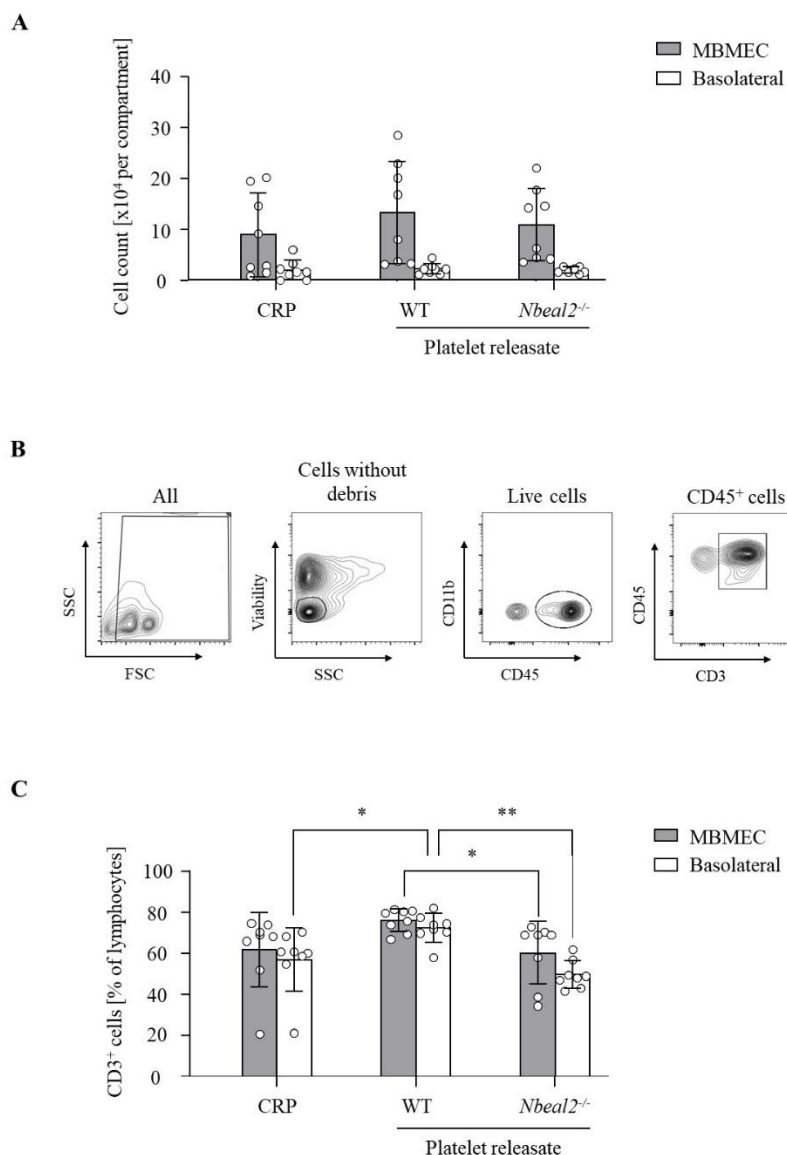 A
MBMEC
Basolateral
Cell count [x10⁴ per compartment]
40
30
20
10
0
CRP
WT
Nbeal2⁻/⁻
Platelet releasate
B
All
Cells without
debris
Live cells
CD45⁺ cells
SSC
FSC
Viability
SSC
CD11b
CD45
CD45
CD3
C
MBMEC
Basolateral
*
**
*
CD3⁺ cells [% of lymphocytes]
100
80
60
40
20
0
CRP
WT
Nbeal2⁻/⁻
Platelet releasate